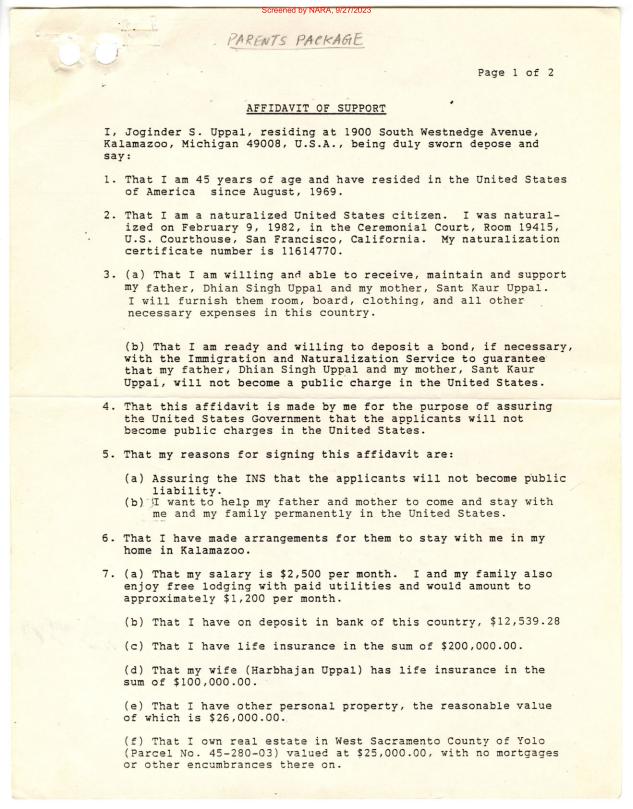 Screened by NARA, 9/27/2023
PARENTS PACKAGE
Page 1 of 2
AFFIDAVIT OF SUPPORT
I, Joginder S. Uppal, residing at 1900 South Westnedge Avenue,
Kalamazoo, Michigan 49008, U.S.A., being duly sworn depose and
say:
1. That I am 45 years of age and have resided in the United States
of America since August, 1969.
2. That I am a naturalized United States citizen. I was natural-
ized on February 9, 1982, in the Ceremonial Court, Room 19415,
U.S. Courthouse, San Francisco, California. My naturalization
certificate number is 11614770.
3. (a) That I am willing and able to receive, maintain and support
my father, Dhian Singh Uppal and my mother, Sant Kaur Uppal.
I will furnish them room, board, clothing, and all other
necessary expenses in this country.
(b) That I am ready and willing to deposit a bond, if necessary,
with the Immigration and Naturalization Service to guarantee
that my father, Dhian Singh Uppal and my mother, Sant Kaur
Uppal, will not become a public charge in the United States.
4. That this affidavit is made by me for the purpose of assuring
the United States Government that the applicants will not
become public charges in the United States.
5. That my reasons for signing this affidavit are:
(a) Assuring the INS that the applicants will not become public
liability.
(b) I want to help my father and mother to come and stay with
me and my family permanently in the United States.
6. That I have made arrangements for them to stay with me in my
home in Kalamazoo.
7. (a) That my salary is $2,500 per month. I and my family also
enjoy free lodging with paid utilities and would amount to
approximately $1,200 per month.
(b) That I have on deposit in bank of this country, $12,539.28
(c) That I have life insurance in the sum of $200,000.00.
(d) That my wife (Harbhajan Uppal) has life insurance in the
sum of $100,000.00.
(e) That I have other personal property, the reasonable value
of which is $26,000.00.
(f) That I own real estate in West Sacramento County of Yolo
(Parcel No. 45-280-03) valued at $25,000.00, with no mortgages
or other encumbrances there on.